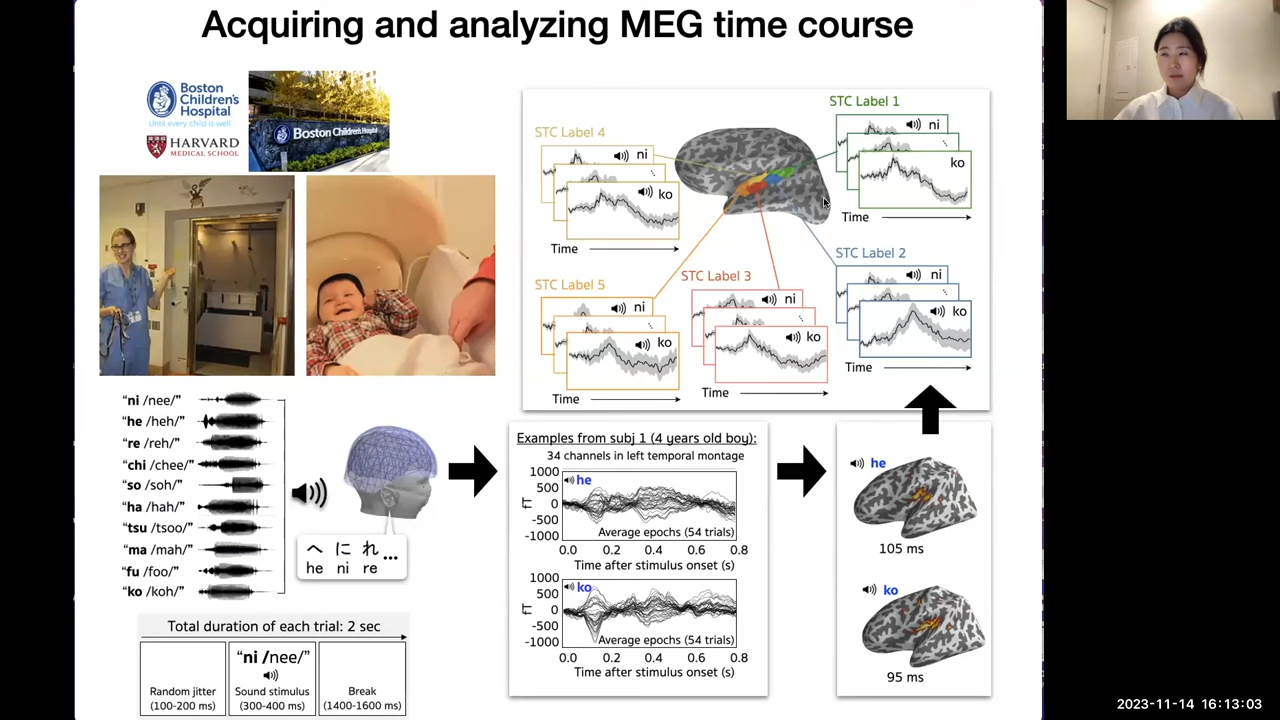 Acquiring and analyzing MEG time course
Boston
Children's
Hospital
Until every child is well
HARVARD
MEDICAL SCHOOL
Boston Children's Hospital
STC Label 1
ni
ko
Time
STC Label 4
ni
ko
Time
STC Label 2
ni
ko
Time
STC Label 3
ni
ko
Time
STC Label 5
ni
ko
Time
"ni /nee/"
"he /heh/"
"re /reh/"
"chi /chee/"
"so /soh/"
"ha /hah/"
"tsu /tsoo/"
"ma /mah/"
"fu /foo/"
"ko /koh/"
へ に れ ...
he ni re
Total duration of each trial: 2 sec
Random jitter
(100-200 ms)
"ni /nee/"
Sound stimulus
(300-400 ms)
Break
(1400-1600 ms)
Examples from subj 1 (4 years old boy):
34 channels in left temporal montage
he
1000
500
0
-500
-1000
fT
Average epochs (54 trials)
0.0 0.2 0.4 0.6 0.8
Time after stimulus onset (s)
ko
1000
500
0
-500
-1000
fT
Average epochs (54 trials)
0.0 0.2 0.4 0.6 0.8
Time after stimulus onset (s)
he
105 ms
ko
95 ms
2023-11-14 16:13:03